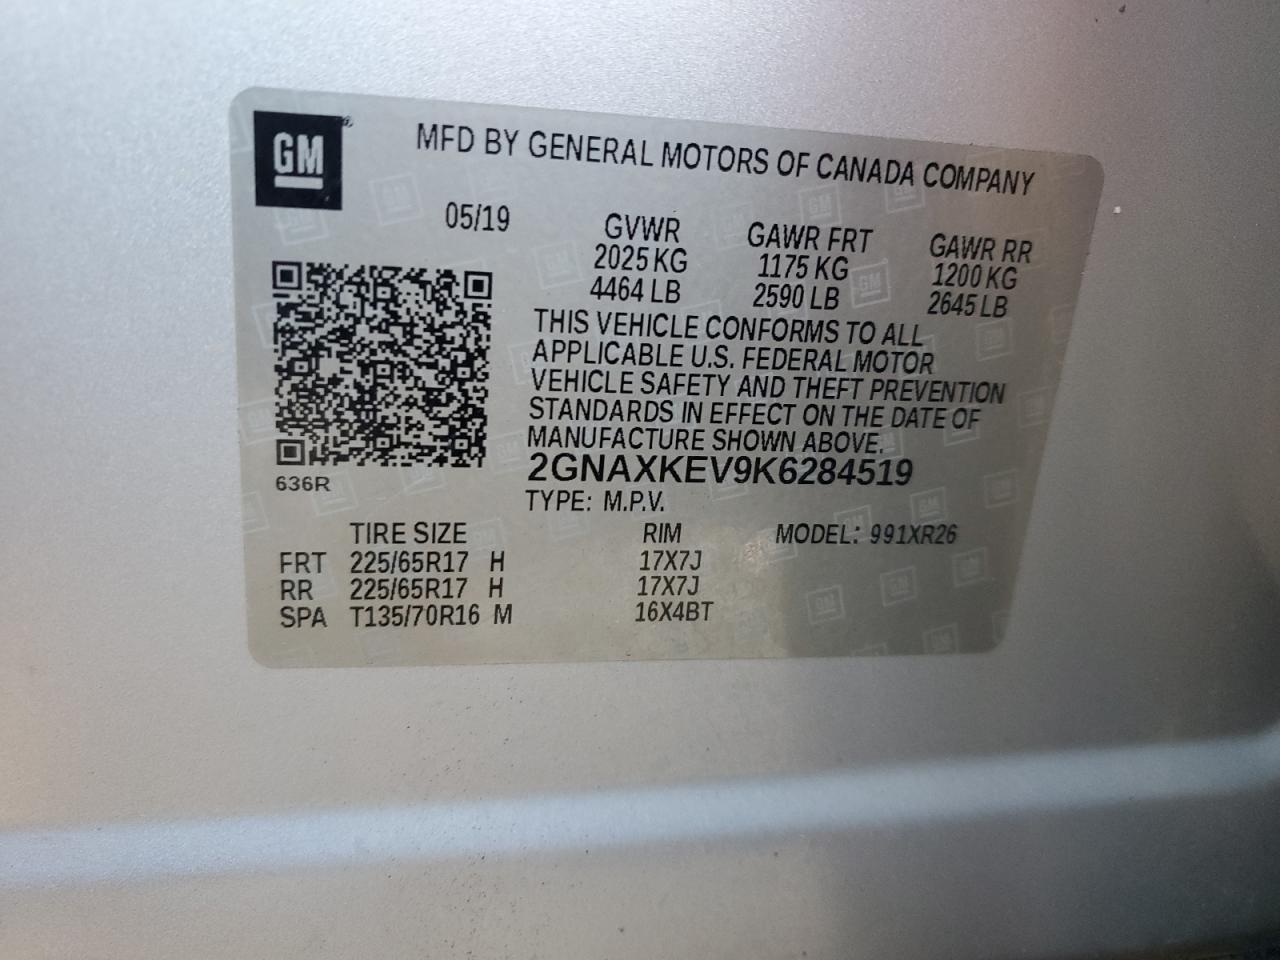 GM
MFD BY GENERAL MOTORS OF CANADA COMPANY
05/19
GVWR GAWR FRT GAWR RR
2025 KG 1175 KG 1200 KG
4464 LB 2590 LB 2645 LB
THIS VEHICLE CONFORMS TO ALL
APPLICABLE U.S. FEDERAL MOTOR
VEHICLE SAFETY AND THEFT PREVENTION
STANDARDS IN EFFECT ON THE DATE OF
MANUFACTURE SHOWN ABOVE.
2GNAXKEV9K6284519
636R
TYPE: M.P.V.
TIRE SIZE RIM MODEL: 991XR26
FRT 225/65R17 H 17X7J
RR 225/65R17 H 17X7J
SPA T135/70R16 M 16X4BT